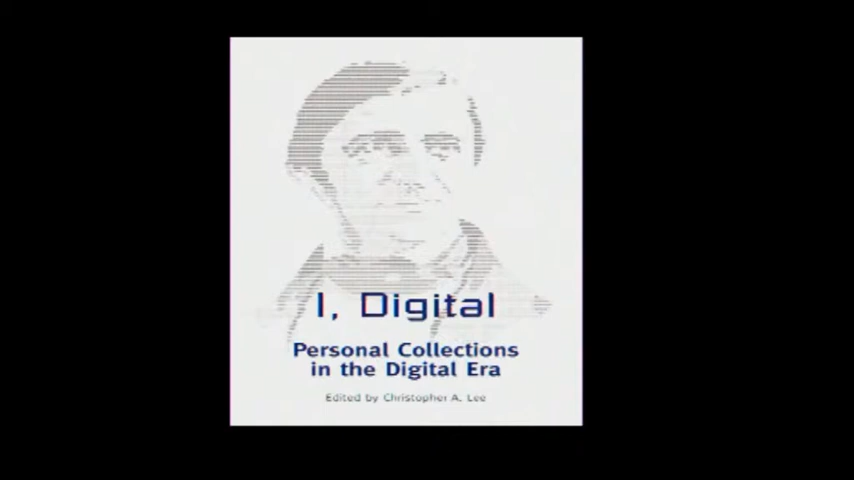 I, Digital
Personal Collections
in the Digital Era
Edited by Christopher A. Lee